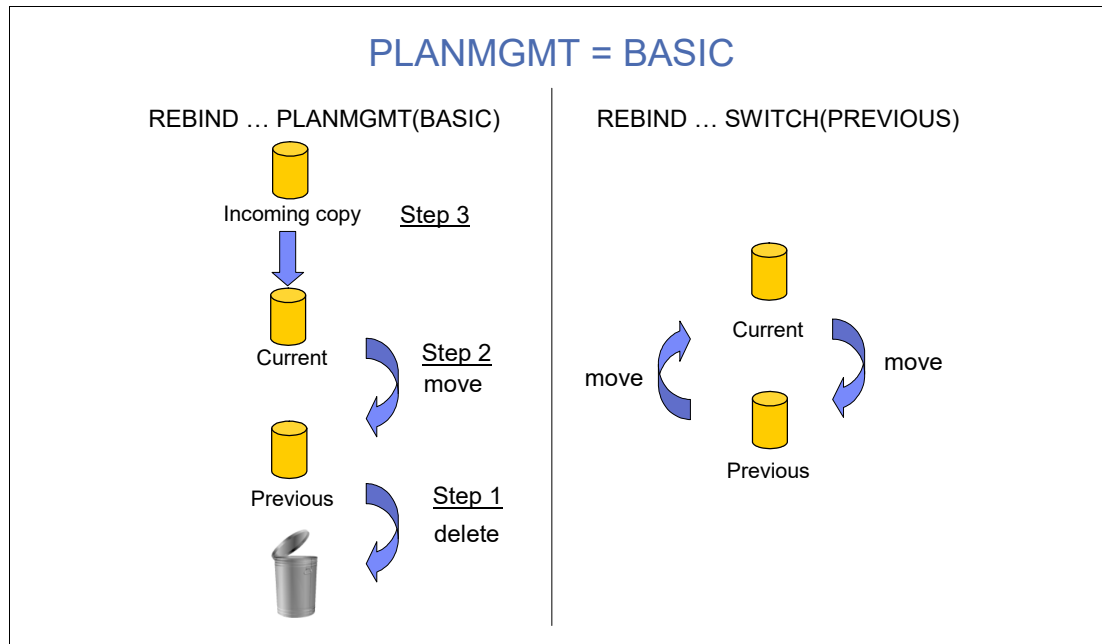 PLANMGMT = BASIC
REBIND … PLANMGMT(BASIC)
Incoming copy
Step 3
Current
Step 2
move
Previous
Step 1
delete
REBIND … SWITCH(PREVIOUS)
Current
move
move
Previous